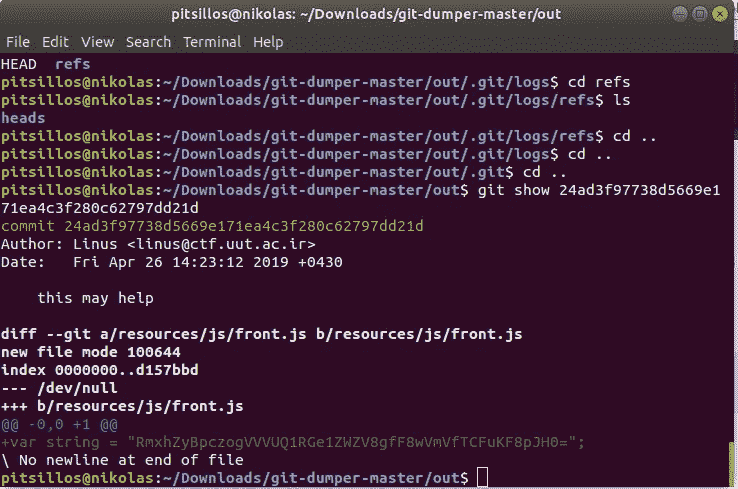 pitsillos@nikolas: ~/Downloads/git-dumper-master/out
File Edit View Search Terminal Help
HEAD refs
pitsillos@nikolas:~/Downloads/git-dumper-master/out/.git/logs$ cd refs
pitsillos@nikolas:~/Downloads/git-dumper-master/out/.git/logs/refs$ ls
heads
pitsillos@nikolas:~/Downloads/git-dumper-master/out/.git/logs/refs$ cd ..
pitsillos@nikolas:~/Downloads/git-dumper-master/out/.git/logs$ cd ..
pitsillos@nikolas:~/Downloads/git-dumper-master/out/.git$ cd ..
pitsillos@nikolas:~/Downloads/git-dumper-master/out$ git show 24ad3f97738d5669e1
71ea4c3f280c62797dd21d
commit 24ad3f97738d5669e171ea4c3f280c62797dd21d
Author: Linus <linus@ctf.uut.ac.ir>
Date:   Fri Apr 26 14:23:12 2019 +0430
    this may help
diff --git a/resources/js/front.js b/resources/js/front.js
new file mode 100644
index 0000000..d157bbd
--- /dev/null
+++ b/resources/js/front.js
@@ -0,0 +1 @@
+var string = "RmxhZyBpczogVVVUQ1RGe1ZWZV8gfF8wVmVfTCFuKF8pJH0=";
\ No newline at end of file
pitsillos@nikolas:~/Downloads/git-dumper-master/out$